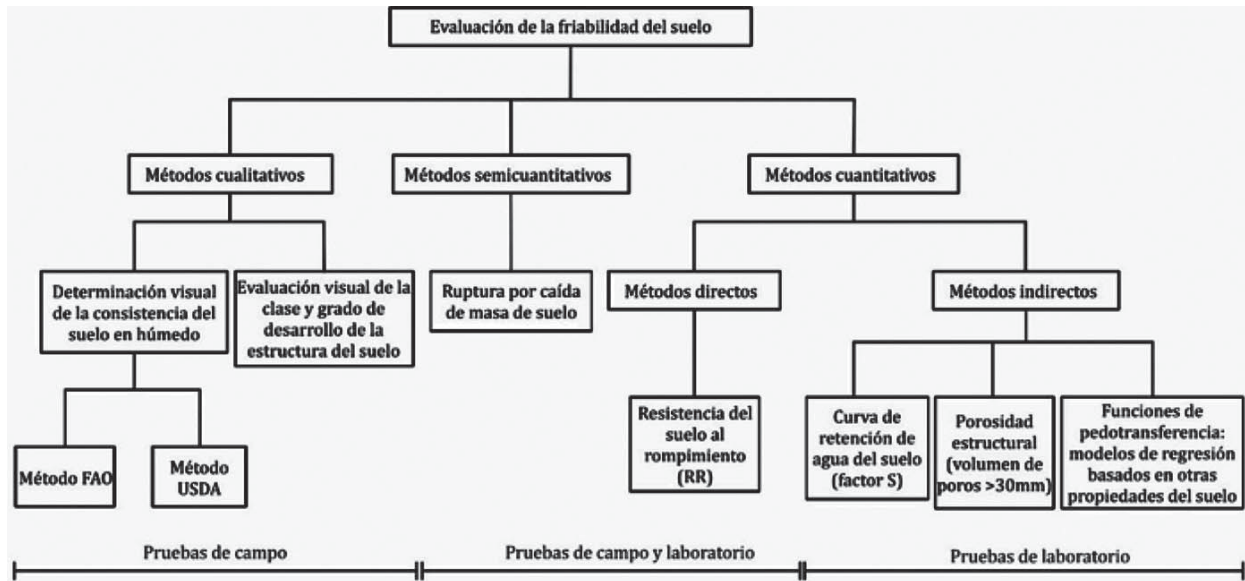 Evaluación de la friabilidad del suelo
Métodos cualitativos
Métodos semicuantitativos
Métodos cuantitativos
Determinación visual
de la consistencia del
suelo en húmedo
Evaluación visual de la
clase y grado de
desarrollo de la
estructura del suelo
Ruptura por caída
de masa de suelo
Métodos directos
Métodos indirectos
Método FAO
Método
USDA
Resistencia del
suelo al
rompimiento
(RR)
Curva de
retención de
agua del suelo
(factor S)
Porosidad
estructural
(volumen de
poros >30mm)
Funciones de
pedotransferencia:
modelos de regresión
basados en otras
propiedades del suelo
Pruebas de campo
Pruebas de campo y laboratorio
Pruebas de laboratorio